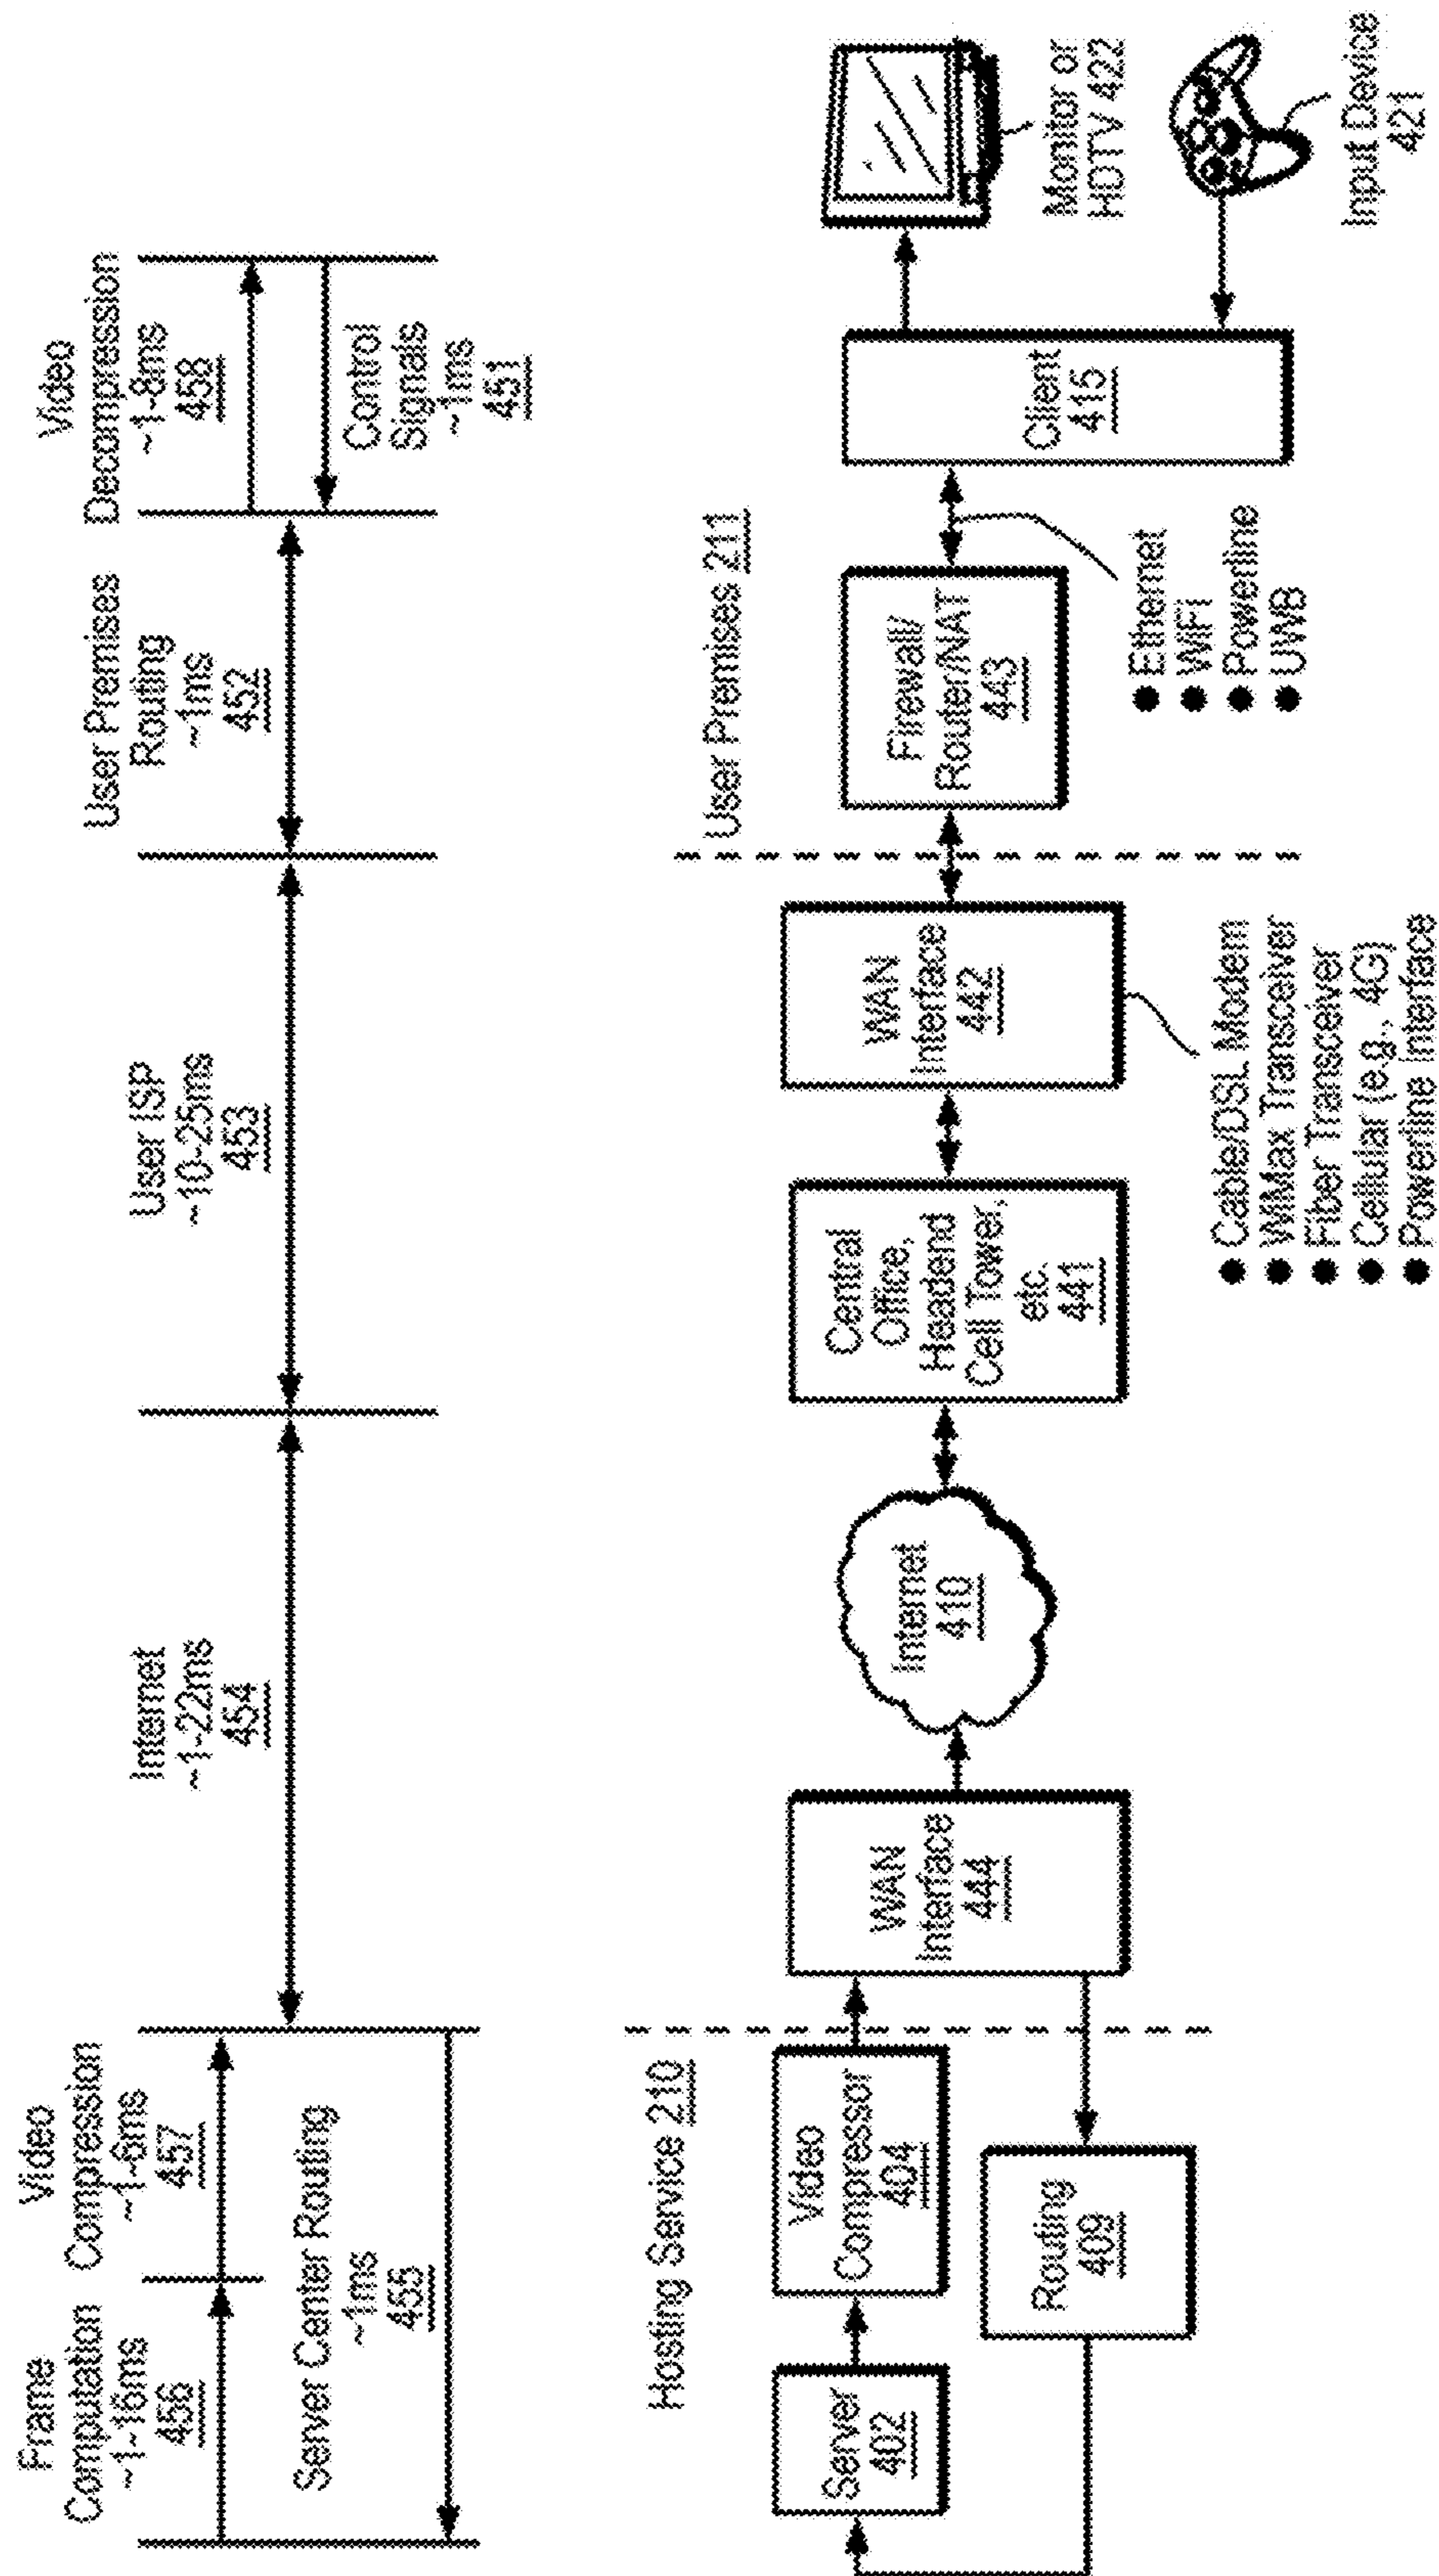 Frame
Computation
~1-16ms
456
Video
Compression
~1-6ms
457
Server Center Routing
~1ms
455
Internet
~1-22ms
454
User ISP
~10-25ms
453
User Premises
Routing
~1ms
452
Video
Decompression
~1-8ms
458
Control
Signals
~1ms
451
Hosting Service 210
Server
402
Video
Compressor
404
Routing
409
WAN
Interface
444
Internet
410
Central
Office,
Headend
Cell Tower,
etc.
441
WAN
Interface
442
● Cable/DSL Modem
● WiMax Transceiver
● Fiber Transceiver
● Cellular (e.g., 4G)
● Powerline Interface
User Premises 211
Firewall/
Router/NAT
443
● Ethernet
● WiFi
● Powerline
● UWB
Client
415
Monitor or
HDTV 422
Input Device
421